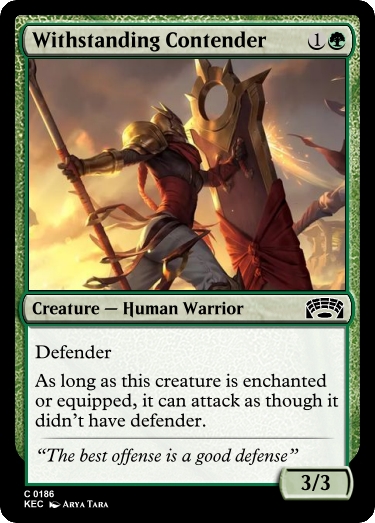 Withstanding Contender 1
Creature — Human Warrior
Defender
As long as this creature is enchanted
or equipped, it can attack as though it
didn't have defender.
“The best offense is a good defense”
3/3
C 0186
KEC Arya Tara